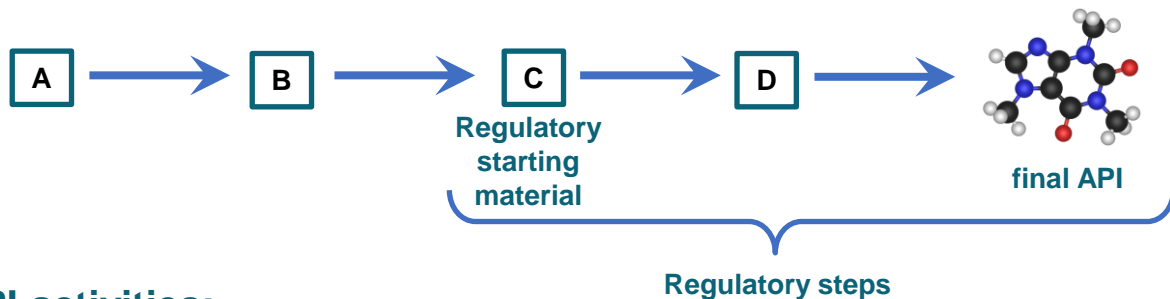 A
B
C
D
Regulatory
starting
material
final API
Regulatory steps